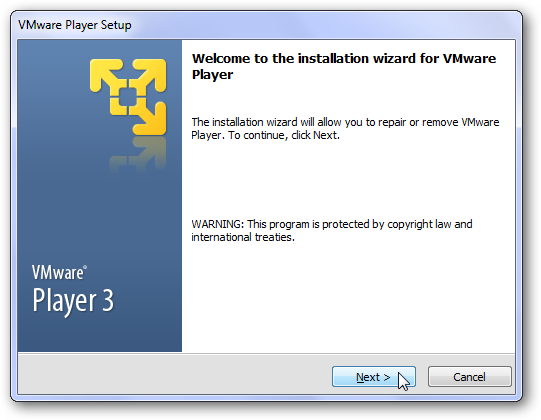 VMware Player Setup
Welcome to the installation wizard for VMware
Player
The installation wizard will allow you to repair or remove VMware
Player. To continue, click Next.
WARNING: This program is protected by copyright law and
international treaties.
VMware®
Player 3
Next >
Cancel